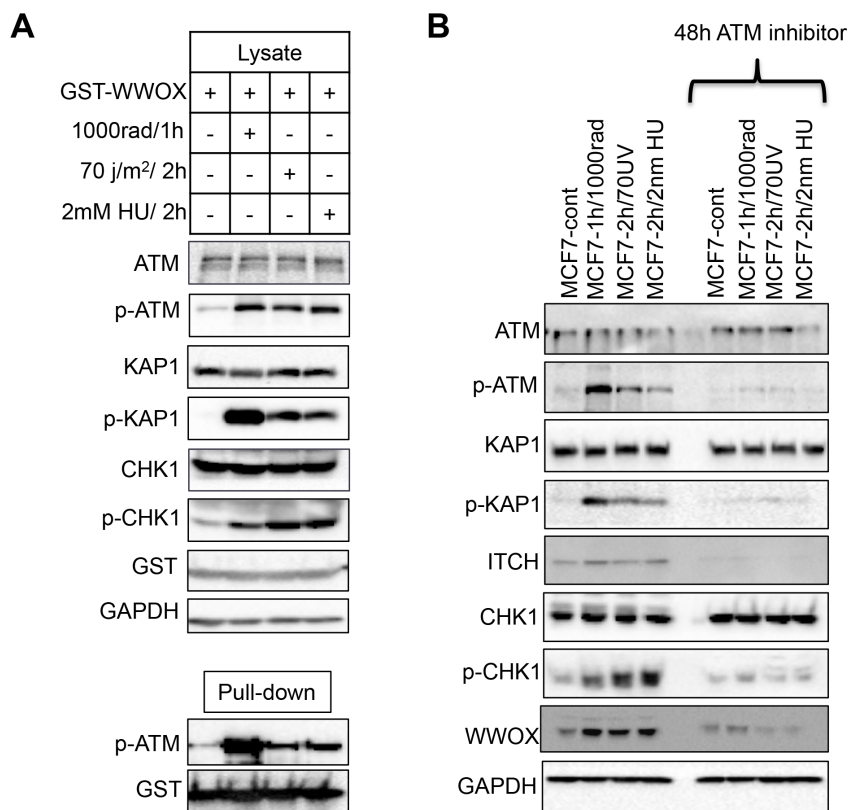 A
Lysate
GST-WWOX + + + +
1000rad/1h - + - -
70 j/m²/ 2h - - + -
2mM HU/ 2h - - - +
ATM
p-ATM
KAP1
p-KAP1
CHK1
p-CHK1
GST
GAPDH
Pull-down
p-ATM
GST
B
48h ATM inhibitor
MCF7-cont
MCF7-1h/1000rad
MCF7-2h/70UV
MCF7-2h/2nm HU
MCF7-cont
MCF7-1h/1000rad
MCF7-2h/70UV
MCF7-2h/2nm HU
ATM
p-ATM
KAP1
p-KAP1
ITCH
CHK1
p-CHK1
WWOX
GAPDH